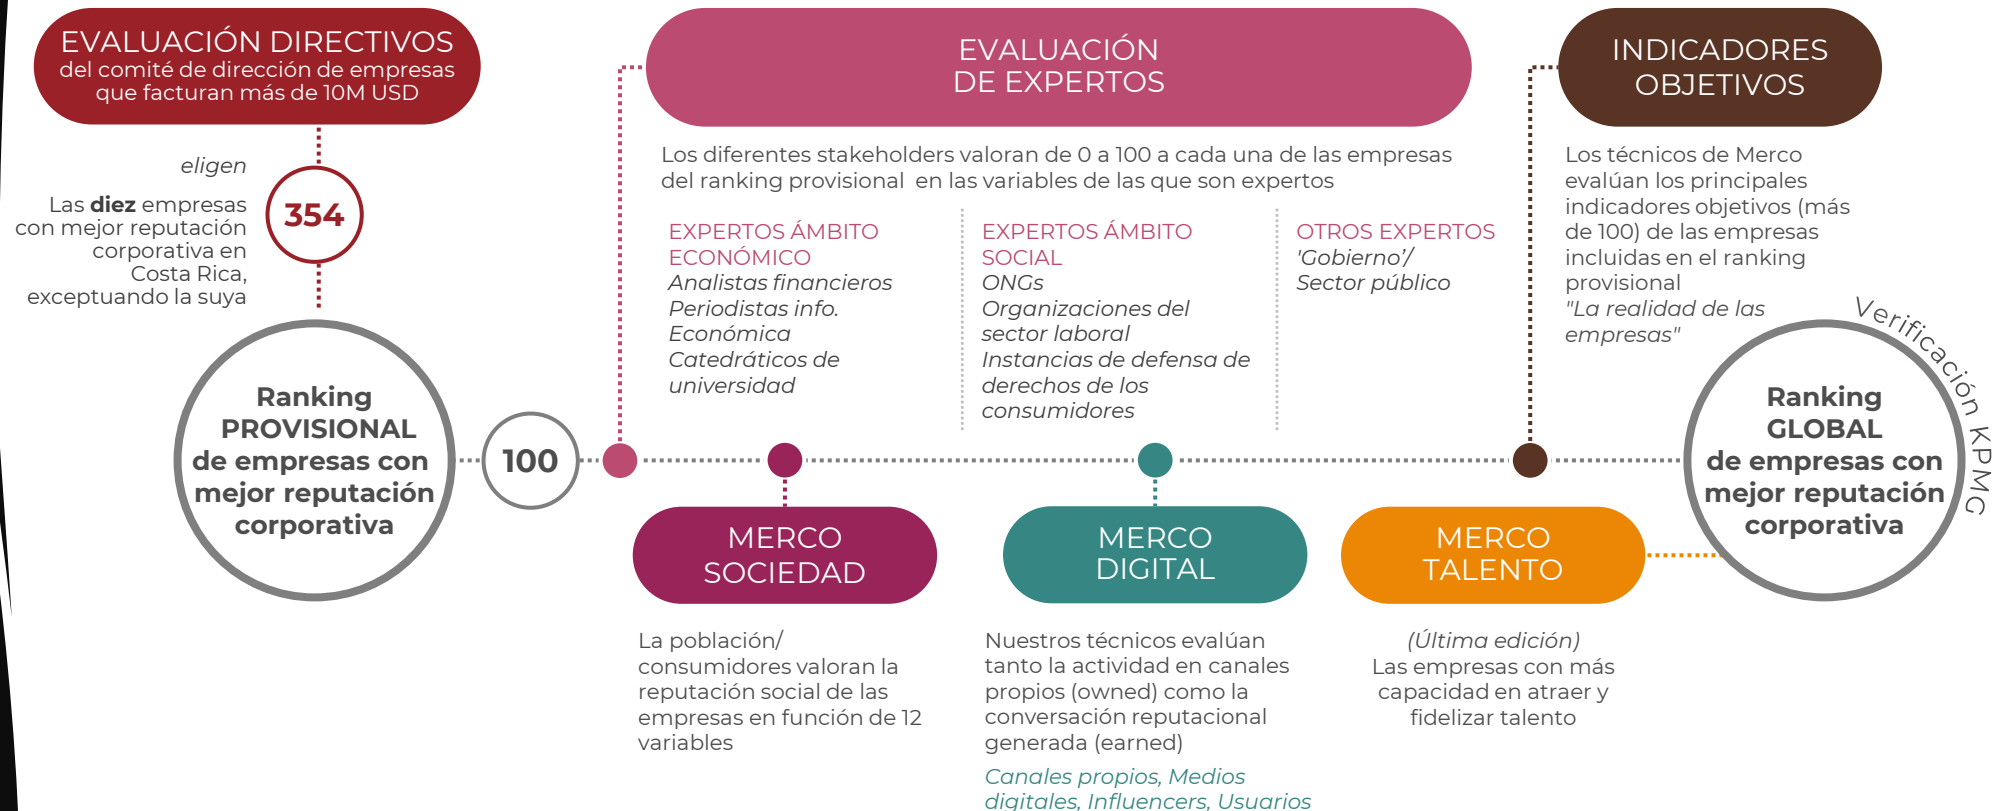 EVALUACIÓN DIRECTIVOS
del comité de dirección de empresas
que facturan más de 10M USD
eligen
Las diez empresas
con mejor reputación
corporativa en
Costa Rica,
exceptuando la suya
354
Ranking
PROVISIONAL
de empresas con
mejor reputación
corporativa
100
EVALUACIÓN
DE EXPERTOS
Los diferentes stakeholders valoran de 0 a 100 a cada una de las empresas
del ranking provisional en las variables de las que son expertos
EXPERTOS ÁMBITO
ECONÓMICO
Analistas financieros
Periodistas info.
Económica
Catedráticos de
universidad
EXPERTOS ÁMBITO
SOCIAL
ONGs
Organizaciones del
sector laboral
Instancias de defensa de
derechos de los
consumidores
OTROS EXPERTOS
'Gobierno’/
Sector público
INDICADORES
OBJETIVOS
Los técnicos de Merco
evalúan los principales
indicadores objetivos (más
de 100) de las empresas
incluidas en el ranking
provisional
"La realidad de las
empresas"
MERCO
SOCIEDAD
La población/
consumidores valoran la
reputación social de las
empresas en función de 12
variables
MERCO
DIGITAL
Nuestros técnicos evalúan
tanto la actividad en canales
propios (owned) como la
conversación reputacional
generada (earned)
Canales propios, Medios
digitales, Influencers, Usuarios
MERCO
TALENTO
(Última edición)
Las empresas con más
capacidad en atraer y
fidelizar talento
Ranking
GLOBAL
de empresas con
mejor reputación
corporativa
Verificación KPMG